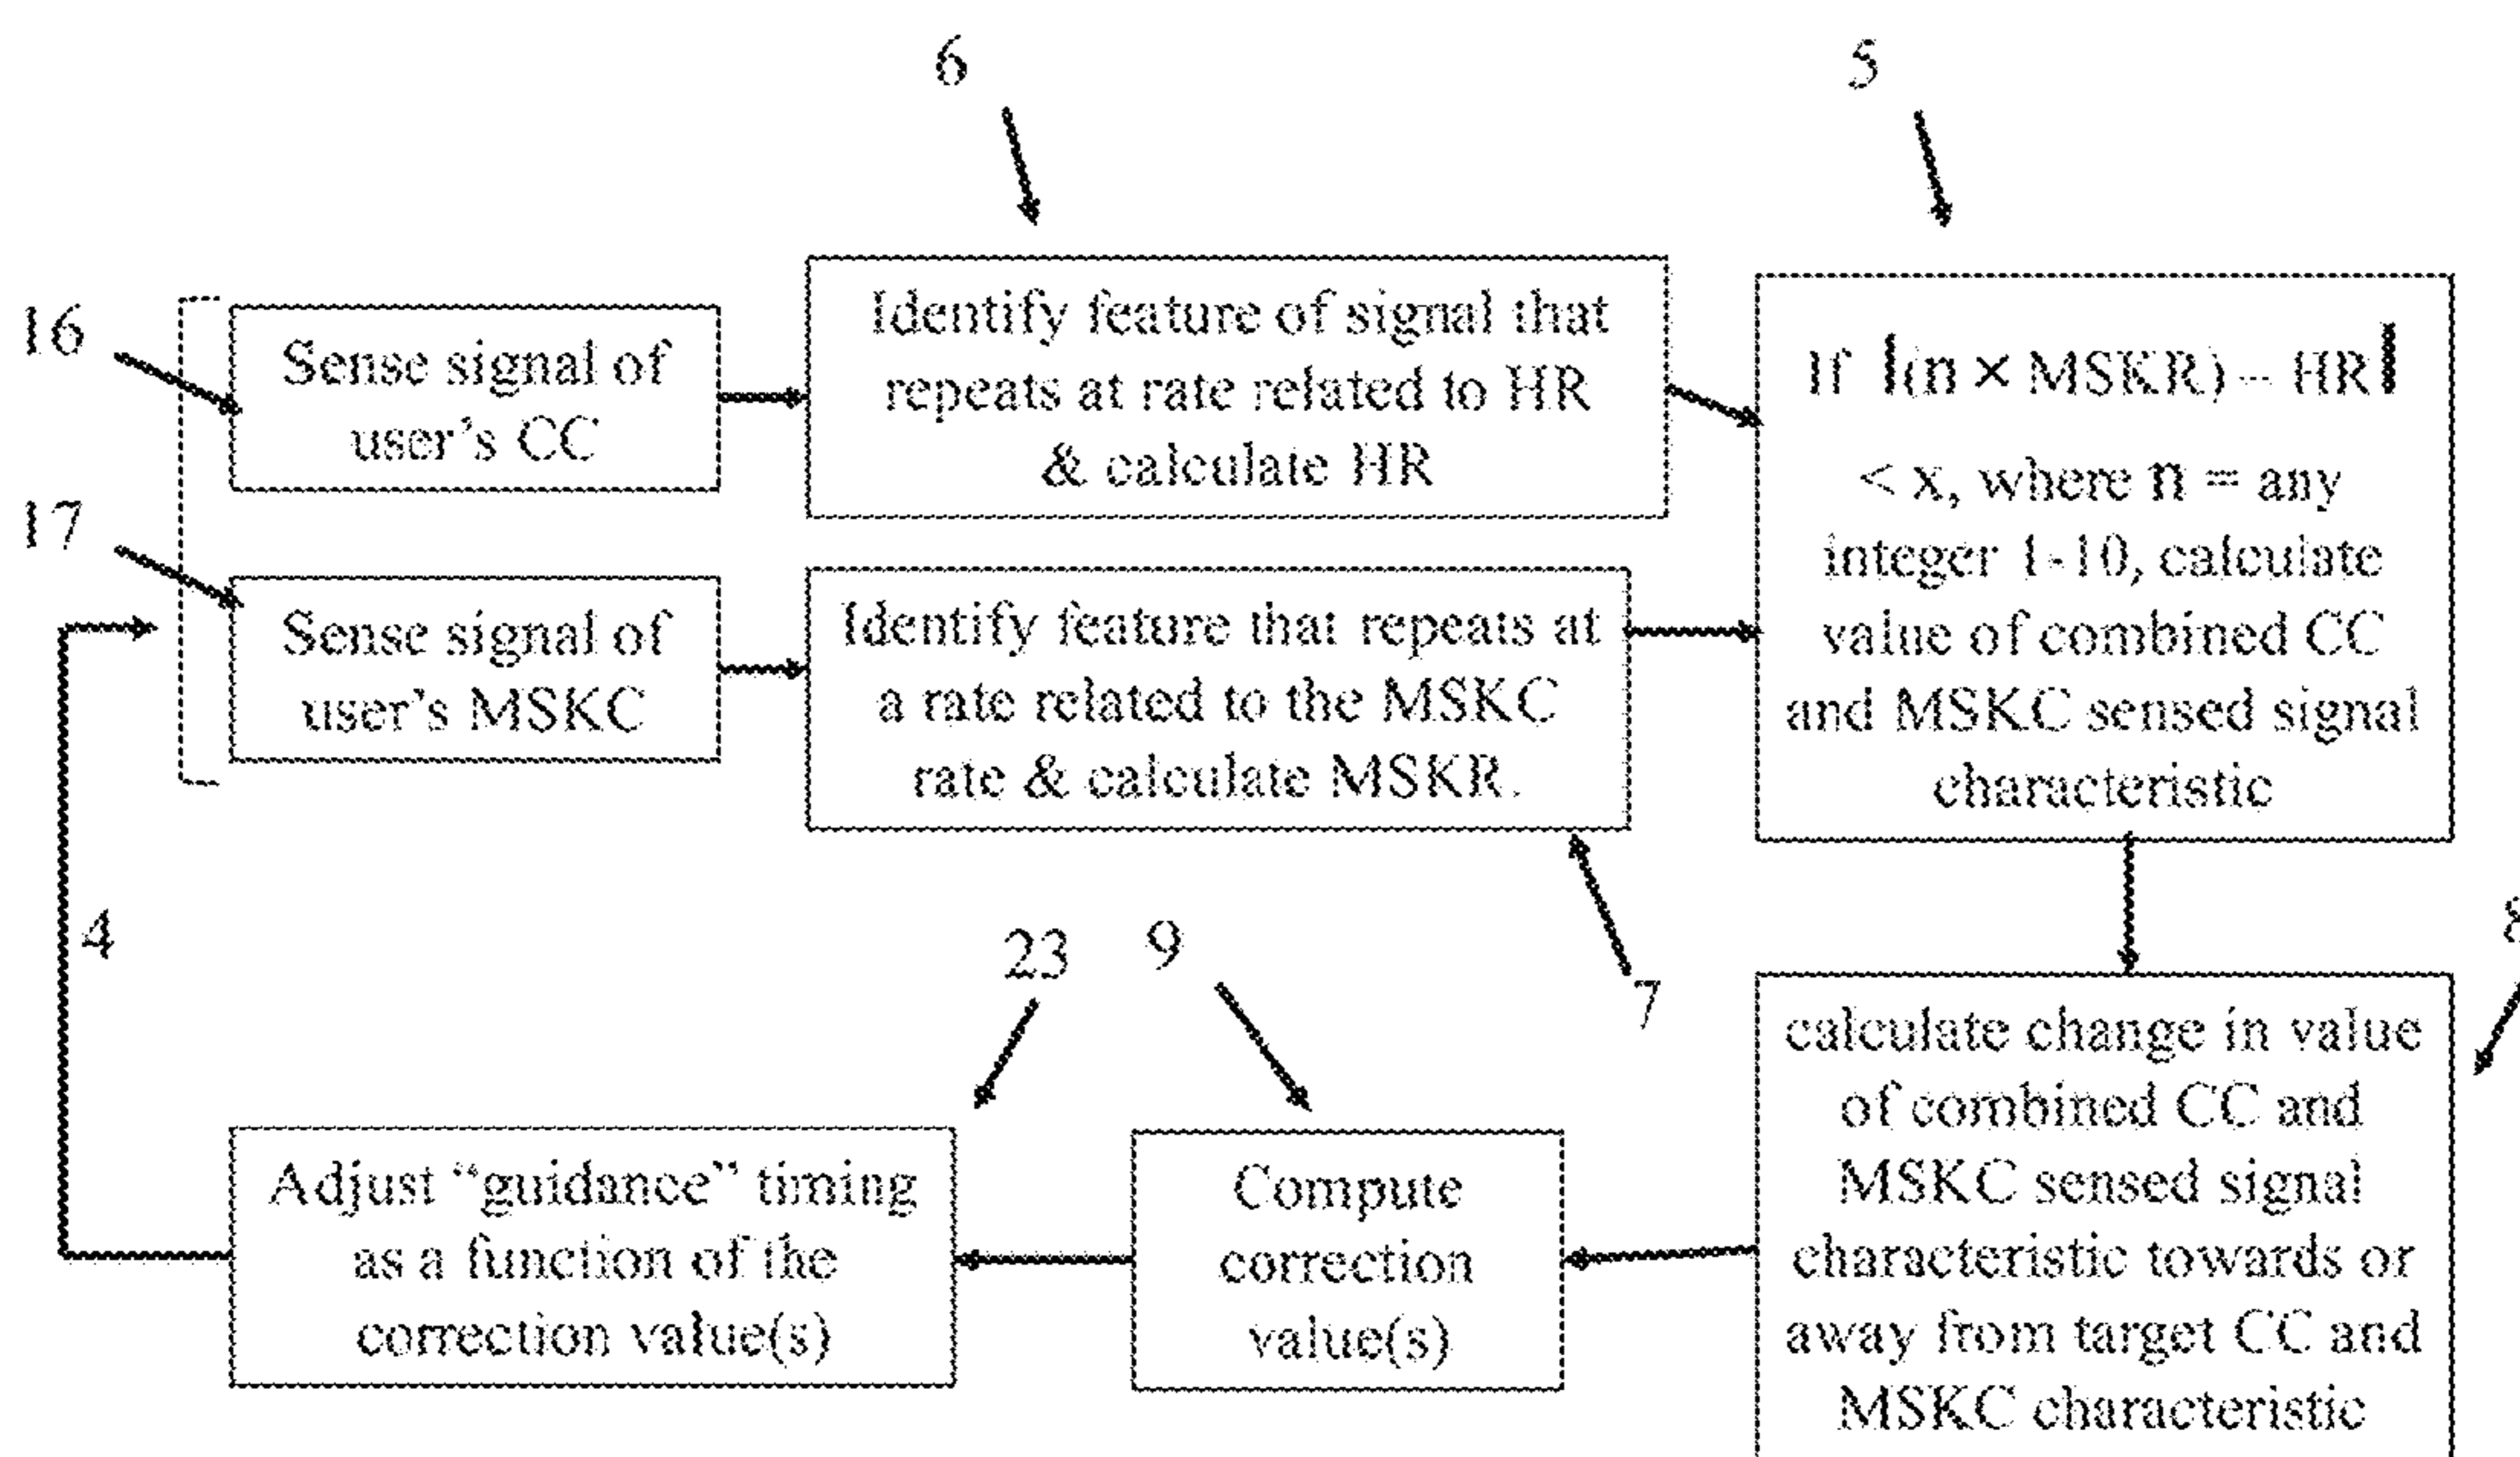 6
5
16
Sense signal of
user's CC
Identify feature of signal that
repeats at rate related to HR
& calculate HR
If |(n × MSKR) – HR|
< x, where n = any
integer 1-10, calculate
value of combined CC
and MSKC sensed signal
characteristic
17
Sense signal of
user's MSKC
Identify feature that repeats at
a rate related to the MSKC
rate & calculate MSKR.
4
23
9
7
8
calculate change in value
of combined CC and
MSKC sensed signal
characteristic towards or
away from target CC and
MSKC characteristic
Compute
correction
value(s)
Adjust “guidance” timing
as a function of the
correction value(s)